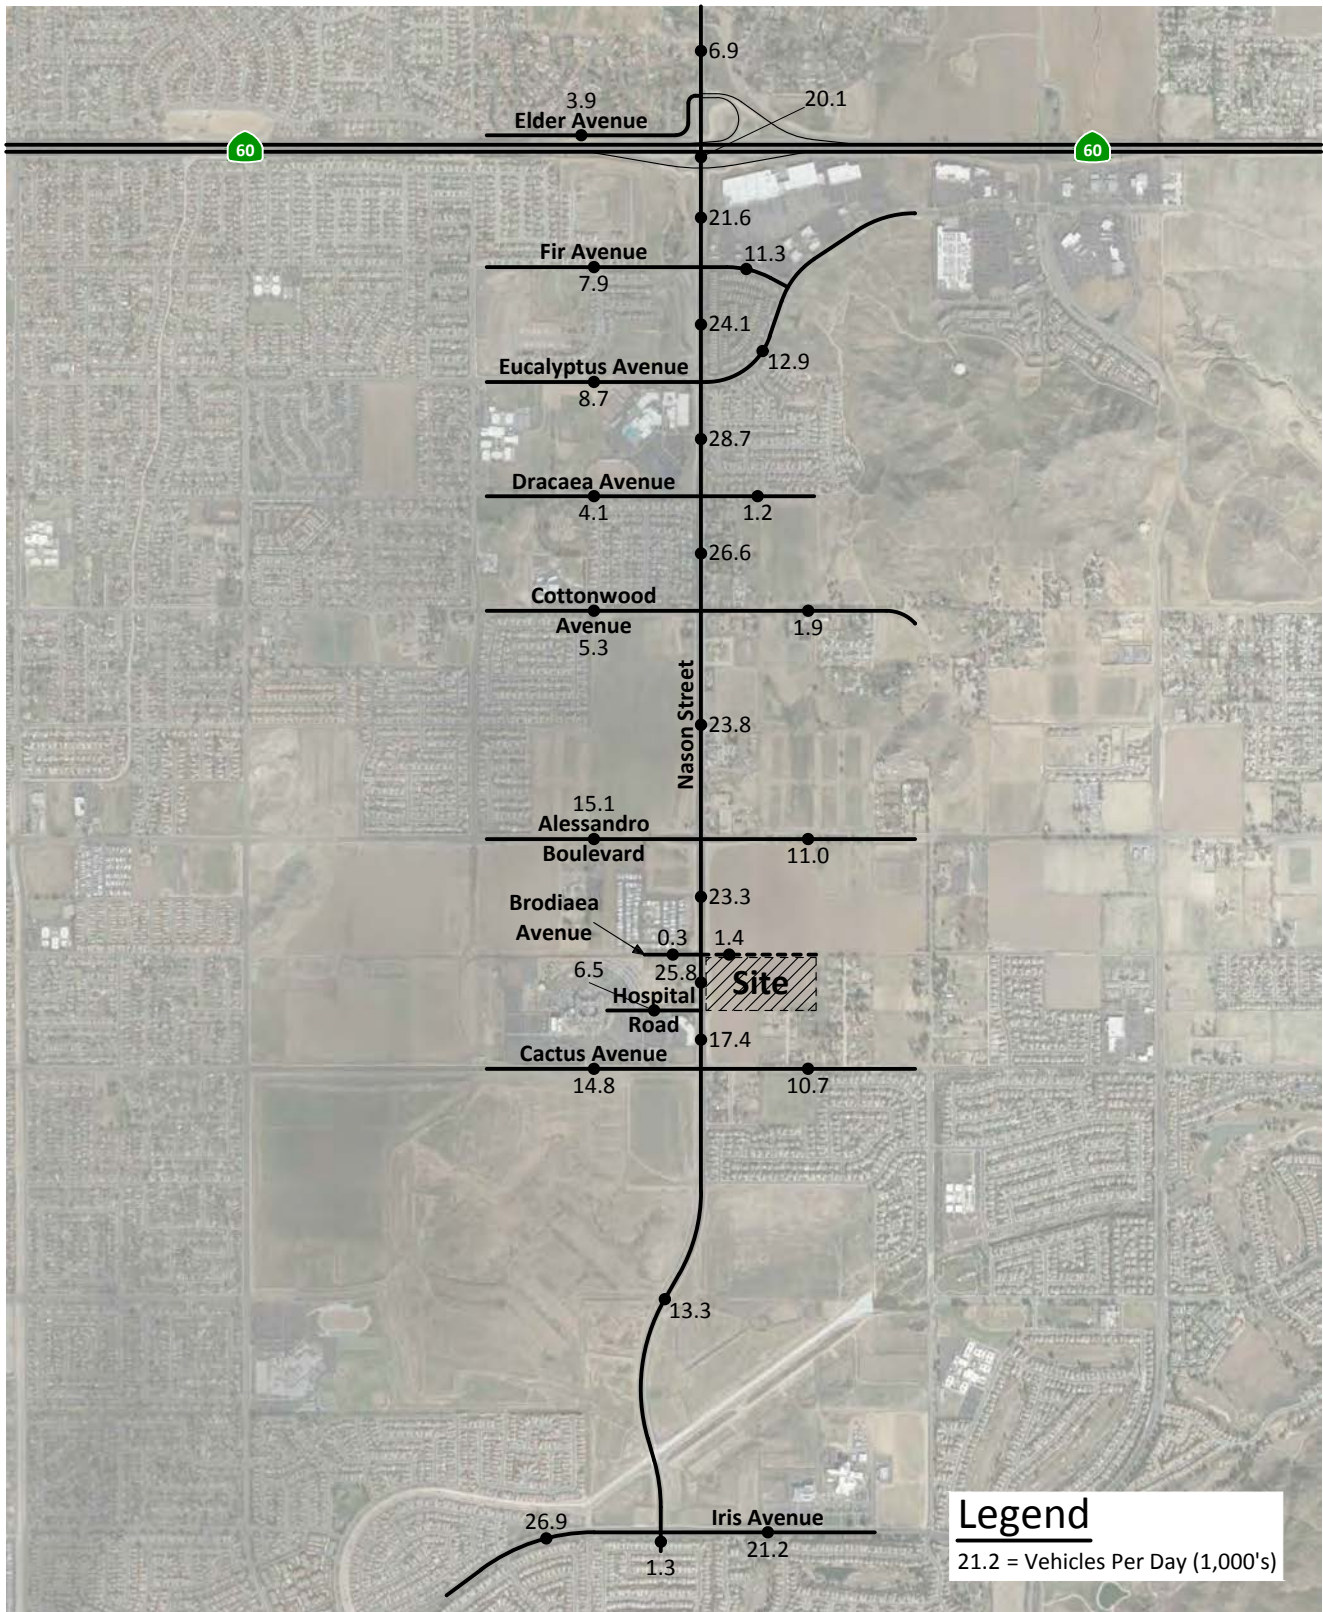 6.9
3.9
20.1
Elder Avenue
60
60
21.6
Fir Avenue
11.3
7.9
24.1
Eucalyptus Avenue
12.9
8.7
28.7
Dracaea Avenue
4.1
1.2
26.6
Cottonwood
Avenue
5.3
1.9
Nason Street
23.8
15.1
Alessandro
Boulevard
11.0
23.3
Brodiaea
Avenue
0.3
1.4
6.5
25.8
Site
Hospital
Road
17.4
Cactus Avenue
14.8
10.7
13.3
26.9
Iris Avenue
21.2
1.3
Legend
21.2 = Vehicles Per Day (1,000's)